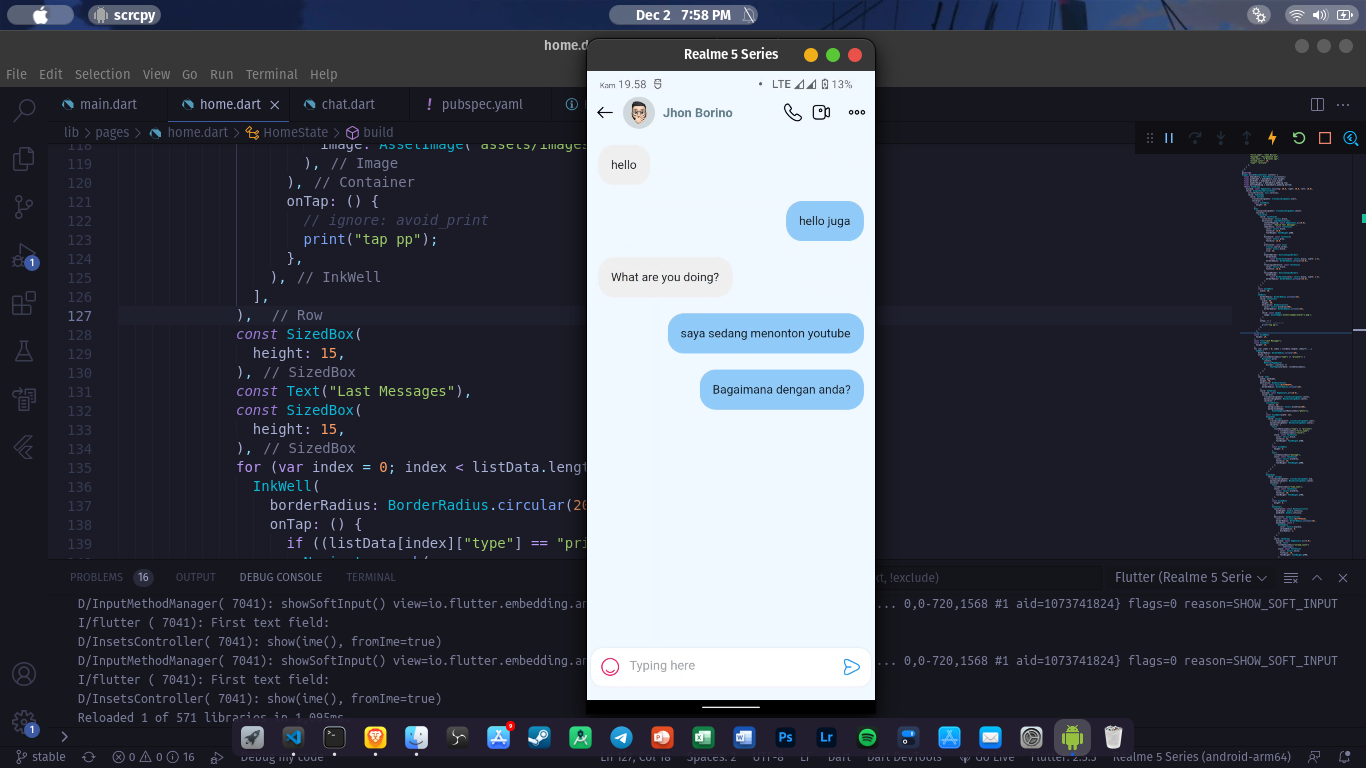 scrcpy
Dec 2 7:58 PM
home.d
Realme 5 Series
File Edit Selection View Go Run Terminal Help
main.dart
home.dart
chat.dart
! pubspec.yaml
lib > pages > home.dart > HomeState > build
119 ), // Image
120 ), // Container
121 onTap: () {
122 // ignore: avoid_print
123 print("tap pp");
124 },
125 ), // InkWell
126 ],
127 ), // Row
128 const SizedBox(
129 height: 15,
130 ), // SizedBox
131 const Text("Last Messages"),
132 const SizedBox(
133 height: 15,
134 ), // SizedBox
135 for (var index = 0; index < listData.lengt
136 InkWell(
137 borderRadius: BorderRadius.circular(20
138 onTap: () {
139 if ((listData[index]["type"] == "pri
Kam 19.58
LTE 13%
Jhon Borino
hello
hello juga
What are you doing?
saya sedang menonton youtube
Bagaimana dengan anda?
Typing here
1
PROBLEMS 16 OUTPUT DEBUG CONSOLE TERMINAL
xt, !exclude)
Flutter (Realme 5 Serie
D/InputMethodManager( 7041): showSoftInput() view=io.flutter.embedding.an
... 0,0-720,1568 #1 aid=1073741824} flags=0 reason=SHOW_SOFT_INPUT
I/flutter ( 7041): First text field:
D/InsetsController( 7041): show(ime(), fromIme=true)
D/InputMethodManager( 7041): showSoftInput() view=io.flutter.embedding.an
... 0,0-720,1568 #1 aid=1073741824} flags=0 reason=SHOW_SOFT_INPUT
I/flutter ( 7041): First text field:
D/InsetsController( 7041): show(ime(), fromIme=true)
Reloaded 1 of 571 libraries in 1.095ms
1
9
Ps
Lr
stable
0 0 16
Debug my code
Ln 127, Col 18
Spaces: 2
UTF-8
LF
Dart
Dart DevTools
Go Live
Realme 5 Series (android-arm64)